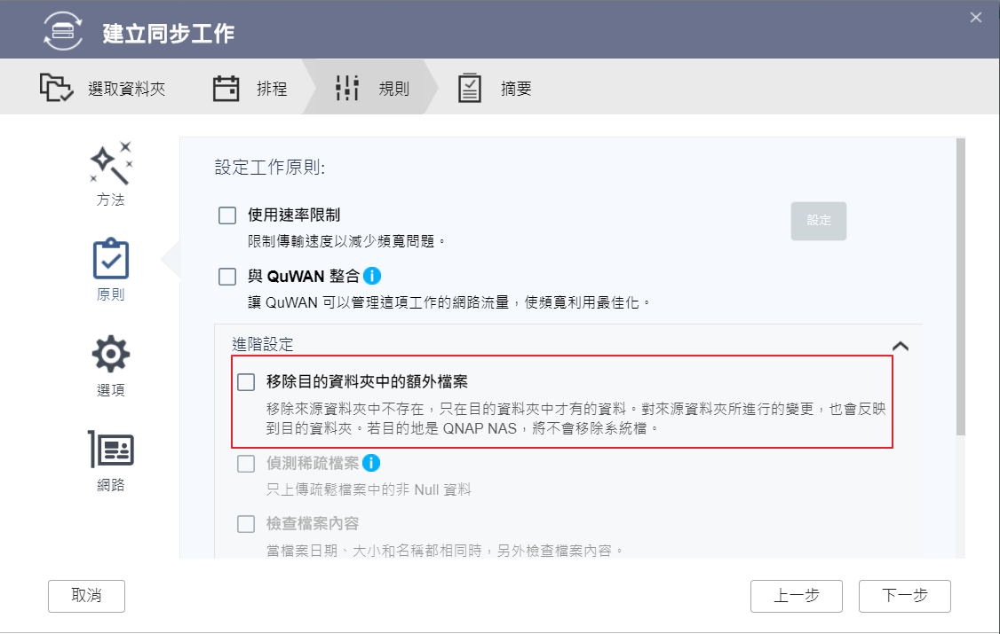 建立同步工作
選取資料夾
排程
規則
摘要
方法
原則
選項
網路
設定工作原則:
使用速率限制
設定
限制傳輸速度以減少頻寬問題。
與 QuWAN 整合
讓 QuWAN 可以管理這項工作的網路流量，使頻寬利用最佳化。
進階設定
移除目的資料夾中的額外檔案
移除來源資料夾中不存在，只在目的資料夾中才有的資料。對來源資料夾所進行的變更，也會反映
到目的資料夾。若目的地是 QNAP NAS，將不會移除系統檔。
偵測稀疏檔案
只上傳疏鬆檔案中的非 Null 資料
檢查檔案內容
當檔案日期、大小和名稱都相同時，另外檢查檔案內容。
取消
上一步
下一步